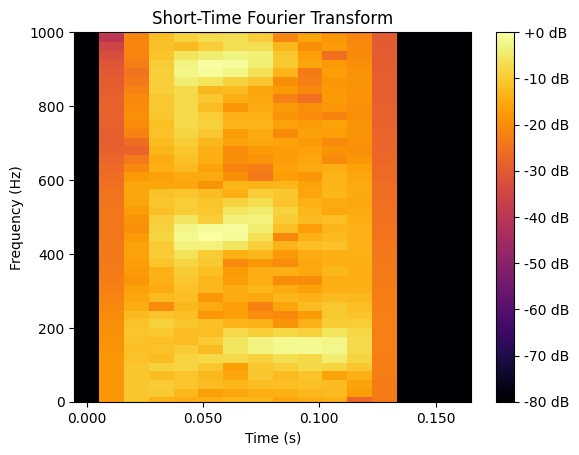 Short-Time Fourier Transform
Frequency (Hz)
1000
800
600
400
200
0
0.000
0.050
0.100
0.150
Time (s)
+0 dB
-10 dB
-20 dB
-30 dB
-40 dB
-50 dB
-60 dB
-70 dB
-80 dB